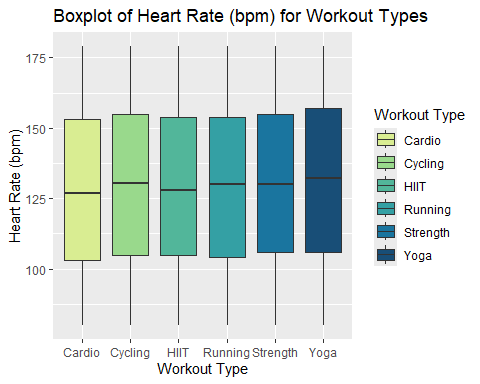 Boxplot of Heart Rate (bpm) for Workout Types
Heart Rate (bpm)
175
150
125
100
Cardio Cycling HIIT Running Strength Yoga
Workout Type
Workout Type
Cardio
Cycling
HIIT
Running
Strength
Yoga